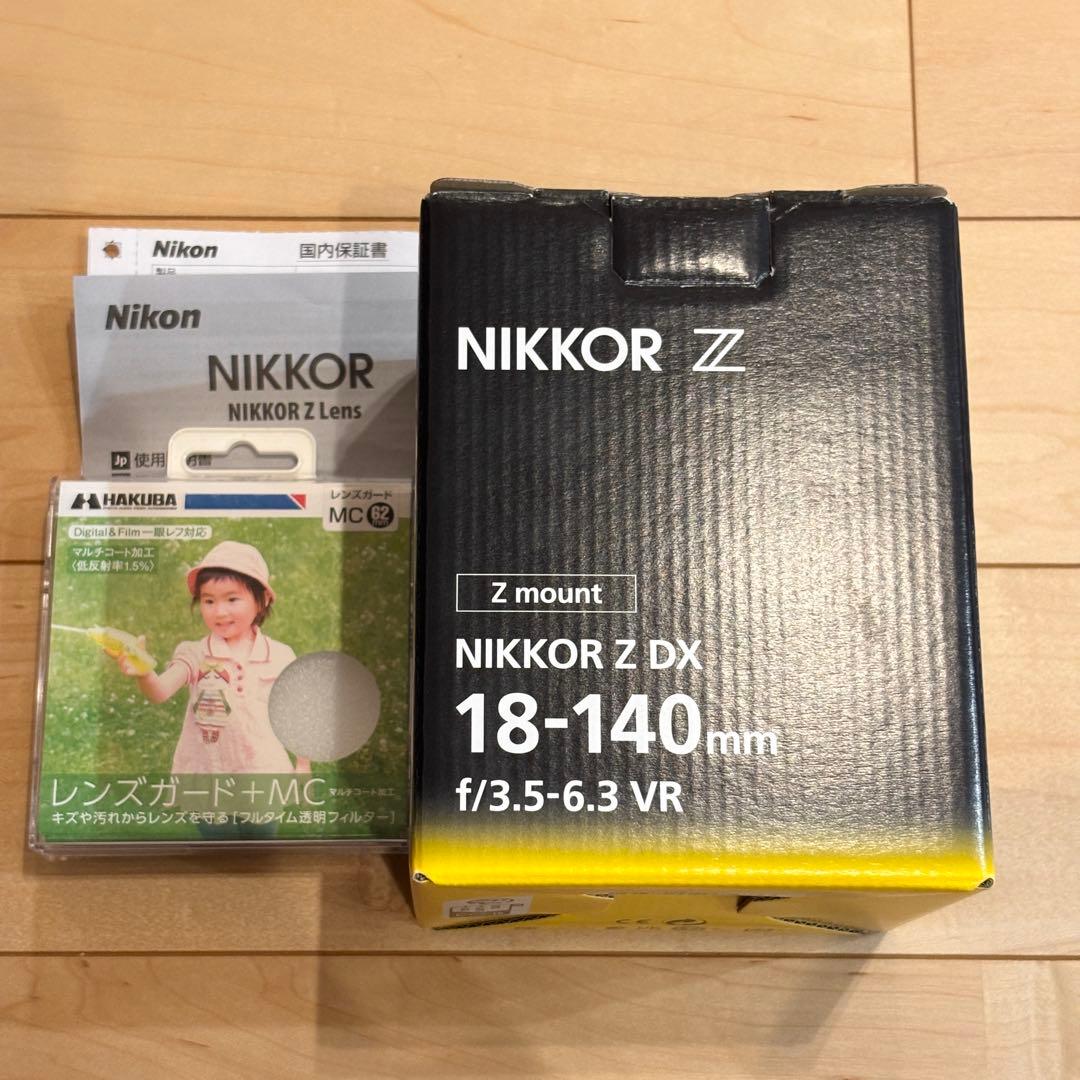 Nikon 国内保証書
製品
Nikon
NIKKOR
NIKKOR Z Lens
Jp 使用
HAKUBA
レンズガード
MC 62mm
Digital&Film一眼レフ対応
マルチコート加工
〈低反射率1.5%〉
レンズガード+MC マルチコート加工
キズや汚れからレンズを守る[フルタイム透明フィルター]
NIKKOR Z
Z mount
NIKKOR Z DX
18-140mm
f/3.5-6.3 VR
CE